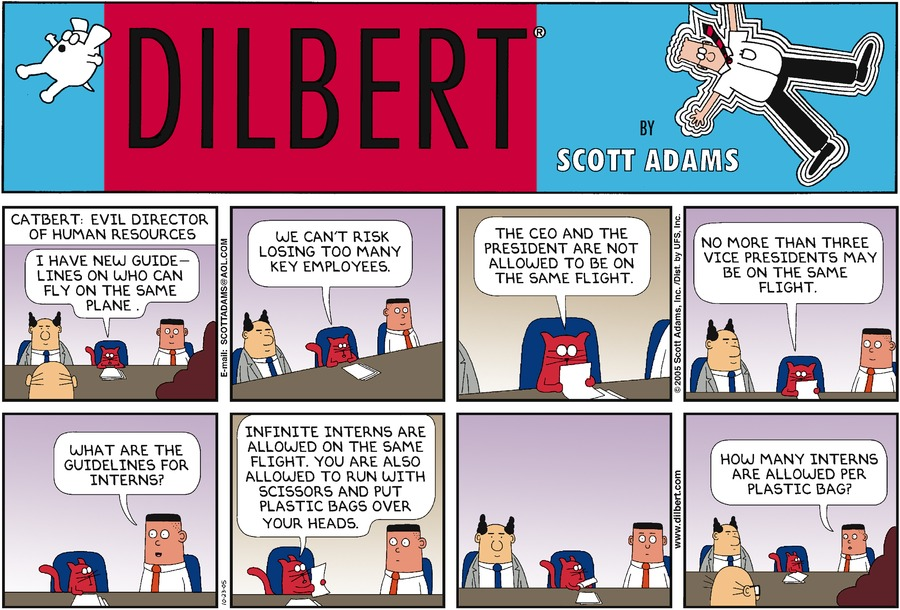 DILBERT®
BY
SCOTT ADAMS
CATBERT: EVIL DIRECTOR
OF HUMAN RESOURCES
I HAVE NEW GUIDE-
LINES ON WHO CAN
FLY ON THE SAME
PLANE.
E-mail: SCOTTADAMS@AOL.COM
WE CAN'T RISK
LOSING TOO MANY
KEY EMPLOYEES.
THE CEO AND THE
PRESIDENT ARE NOT
ALLOWED TO BE ON
THE SAME FLIGHT.
© 2005 Scott Adams, Inc./Dist. by UFS, Inc.
NO MORE THAN THREE
VICE PRESIDENTS MAY
BE ON THE SAME
FLIGHT.
WHAT ARE THE
GUIDELINES FOR
INTERNS?
10-23-05
INFINITE INTERNS ARE
ALLOWED ON THE SAME
FLIGHT. YOU ARE ALSO
ALLOWED TO RUN WITH
SCISSORS AND PUT
PLASTIC BAGS OVER
YOUR HEADS.
www.dilbert.com
HOW MANY INTERNS
ARE ALLOWED PER
PLASTIC BAG?